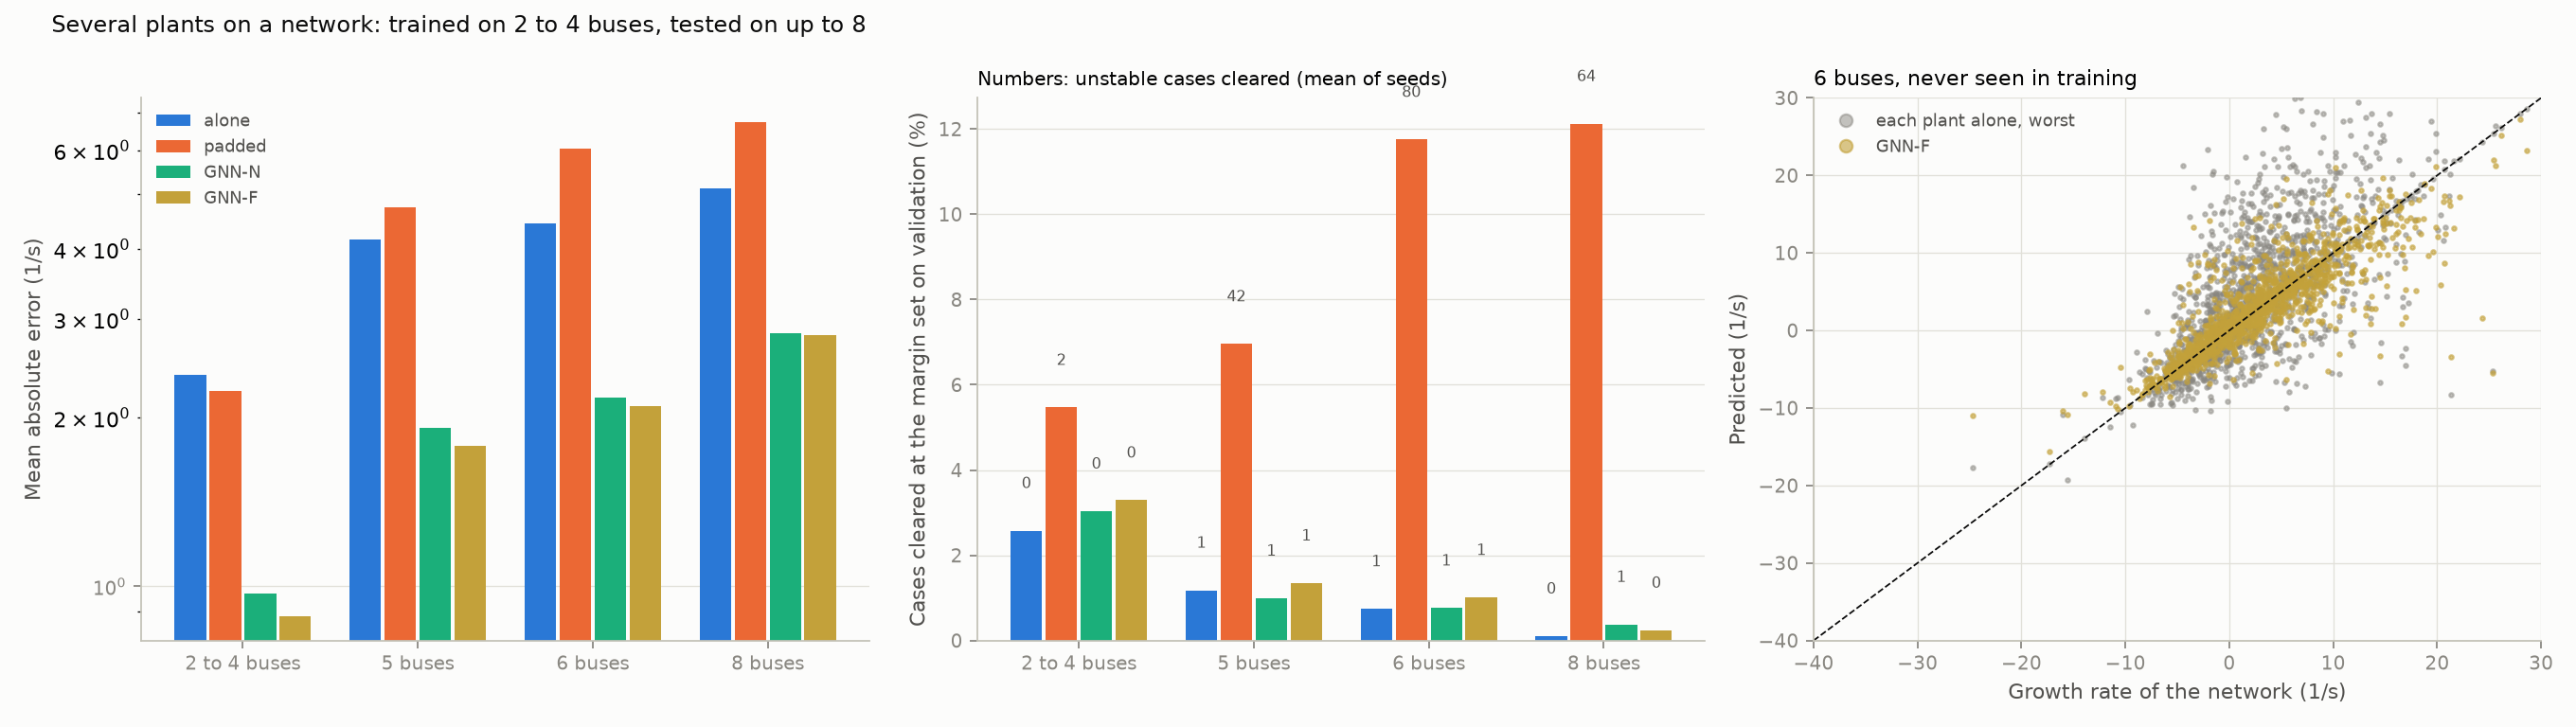 Several plants on a network: trained on 2 to 4 buses, tested on up to 8
Mean absolute error (1/s)
6 × 10⁰
4 × 10⁰
3 × 10⁰
2 × 10⁰
10⁰
alone
padded
GNN-N
GNN-F
2 to 4 buses
5 buses
6 buses
8 buses
Numbers: unstable cases cleared (mean of seeds)
Cases cleared at the margin set on validation (%)
12
10
8
6
4
2
0
0
2
0
0
1
42
1
1
1
80
1
1
0
64
1
0
2 to 4 buses
5 buses
6 buses
8 buses
6 buses, never seen in training
Predicted (1/s)
30
20
10
0
−10
−20
−30
−40
each plant alone, worst
GNN-F
−40
−30
−20
−10
0
10
20
30
Growth rate of the network (1/s)